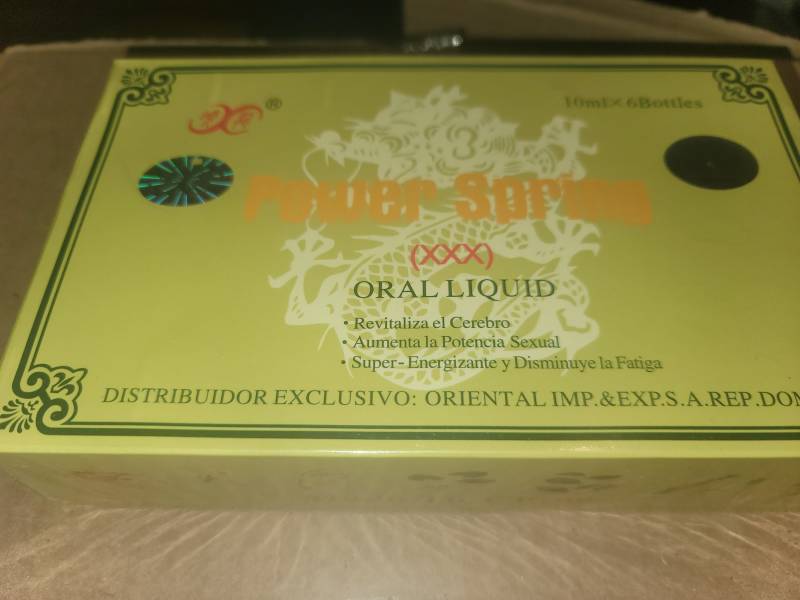 ®
10ml×6Bottles
Power Spring
(XXX)
ORAL LIQUID
• Revitaliza el Cerebro
• Aumenta la Potencia Sexual
• Super-Energizante y Disminuye la Fatiga
DISTRIBUIDOR EXCLUSIVO: ORIENTAL IMP.&EXP.S.A.REP.DOM